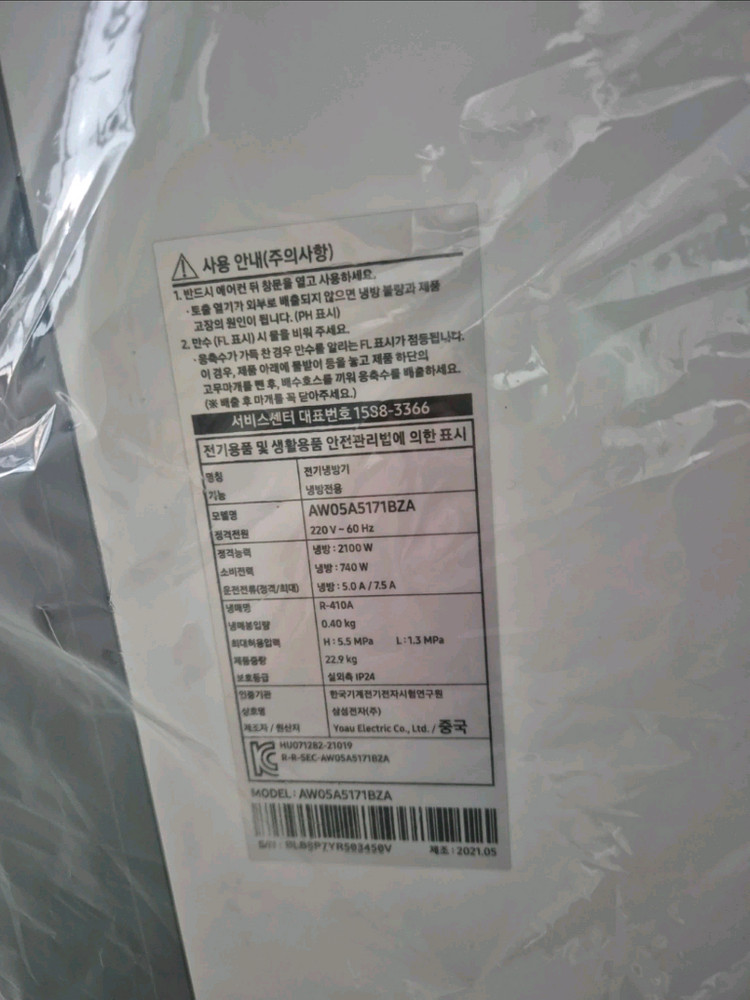 사용 안내(주의사항)
1. 반드시 에어컨 뒤 창문을 열고 사용하세요.
· 토출 열기가 외부로 배출되지 않으면 냉방 불량과 제품
고장의 원인이 됩니다. (PH 표시)
2. 만수 (FL 표시) 시 물을 비워 주세요.
· 응축수가 가득 찬 경우 만수를 알리는 FL 표시가 점등됩니다.
이 경우, 제품 아래에 물받이 등을 놓고 제품 하단의
고무마개를 뺀 후, 배수호스를 끼워 응축수를 배출하세요.
(※ 배출 후 마개를 꼭 닫아주세요.)
서비스센터 대표번호 1588-3366
전기용품 및 생활용품 안전관리법에 의한 표시
명칭 전기냉방기
기능 냉방전용
모델명 AW05A5171BZA
정격전원 220 V ~ 60 Hz
정격능력 냉방 : 2100 W
소비전력 냉방 : 740 W
운전전류(정격/최대) 냉방 : 5.0 A / 7.5 A
냉매명 R-410A
냉매봉입량 0.40 kg
최대허용압력 H : 5.5 MPa L : 1.3 MPa
제품중량 22.9 kg
보호등급 실외측 IP24
인증기관 한국기계전기전자시험연구원
상호명 삼성전자(주)
제조자 / 원산지 Yoau Electric Co., Ltd. / 중국
HU071282-21019
R-R-SEC-AW05A5171BZA
MODEL : AW05A5171BZA
S/N : 제조 : 2021.05